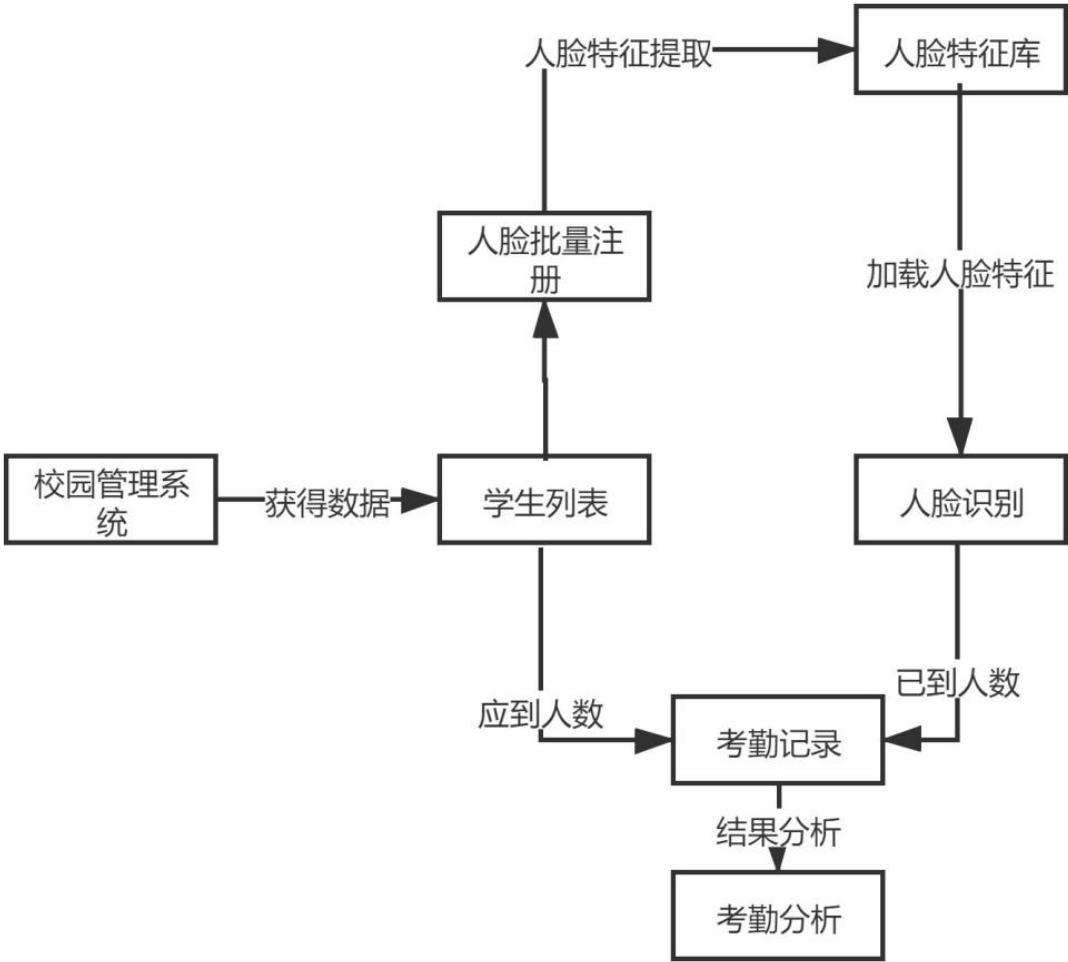 人脸特征提取
人脸特征库
人脸批量注
册
加载人脸特征
校园管理系
统
获得数据
学生列表
人脸识别
应到人数
已到人数
考勤记录
结果分析
考勤分析